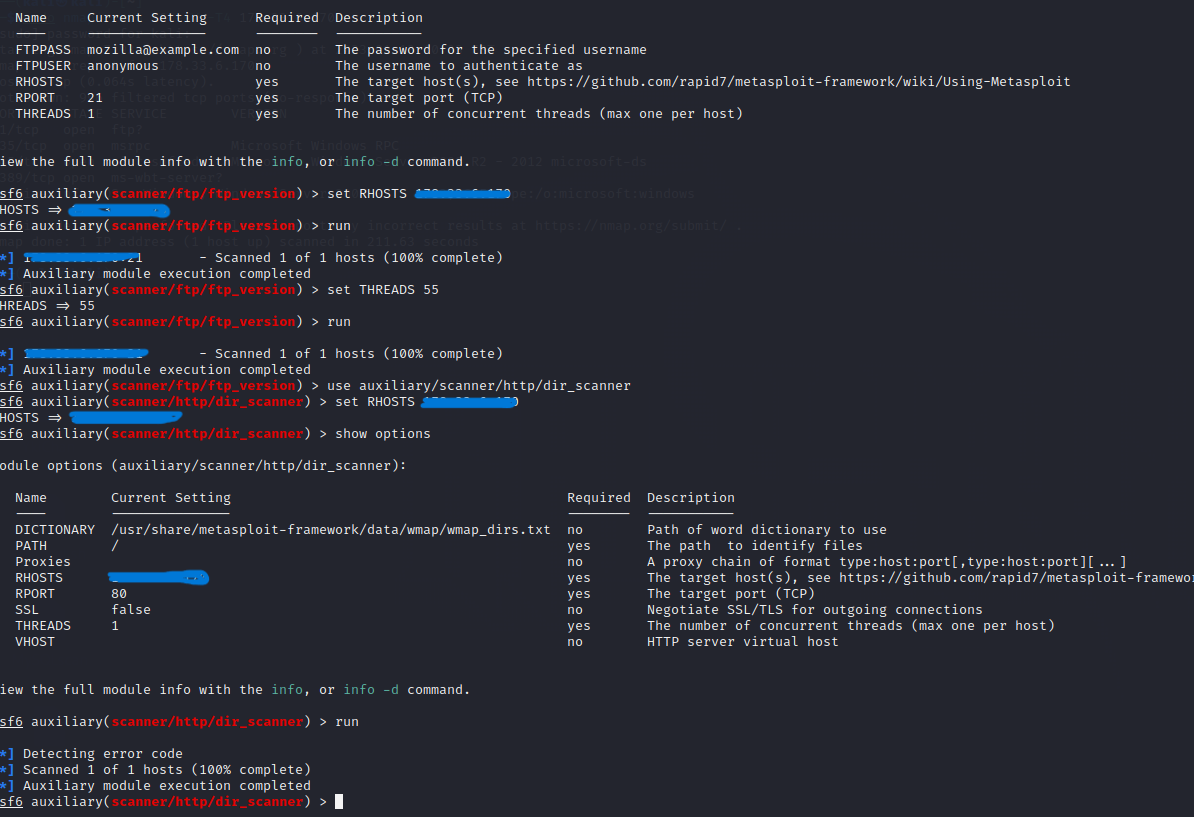 Name Current Setting Required Description
FTPPASS mozilla@example.com no The password for the specified username
FTPUSER anonymous no The username to authenticate as
RHOSTS yes The target host(s), see https://github.com/rapid7/metasploit-framework/wiki/Using-Metasploit
RPORT 21 yes The target port (TCP)
THREADS 1 yes The number of concurrent threads (max one per host)
iew the full module info with the info, or info -d command.
sf6 auxiliary(scanner/ftp/ftp_version) > set RHOSTS
HOSTS ⇒
sf6 auxiliary(scanner/ftp/ftp_version) > run
*] - Scanned 1 of 1 hosts (100% complete)
*] Auxiliary module execution completed
sf6 auxiliary(scanner/ftp/ftp_version) > set THREADS 55
HREADS ⇒ 55
sf6 auxiliary(scanner/ftp/ftp_version) > run
*] - Scanned 1 of 1 hosts (100% complete)
*] Auxiliary module execution completed
sf6 auxiliary(scanner/ftp/ftp_version) > use auxiliary/scanner/http/dir_scanner
sf6 auxiliary(scanner/http/dir_scanner) > set RHOSTS
HOSTS ⇒
sf6 auxiliary(scanner/http/dir_scanner) > show options
odule options (auxiliary/scanner/http/dir_scanner):
Name Current Setting Required Description
DICTIONARY /usr/share/metasploit-framework/data/wmap/wmap_dirs.txt no Path of word dictionary to use
PATH / yes The path to identify files
Proxies no A proxy chain of format type:host:port[,type:host:port][...]
RHOSTS yes The target host(s), see https://github.com/rapid7/metasploit-framewor
RPORT 80 yes The target port (TCP)
SSL false no Negotiate SSL/TLS for outgoing connections
THREADS 1 yes The number of concurrent threads (max one per host)
VHOST no HTTP server virtual host
iew the full module info with the info, or info -d command.
sf6 auxiliary(scanner/http/dir_scanner) > run
*] Detecting error code
*] Scanned 1 of 1 hosts (100% complete)
*] Auxiliary module execution completed
sf6 auxiliary(scanner/http/dir_scanner) >